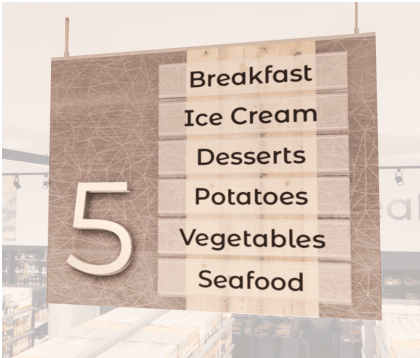 Breakfast
Ice Cream
Desserts
Potatoes
Vegetables
Seafood
5